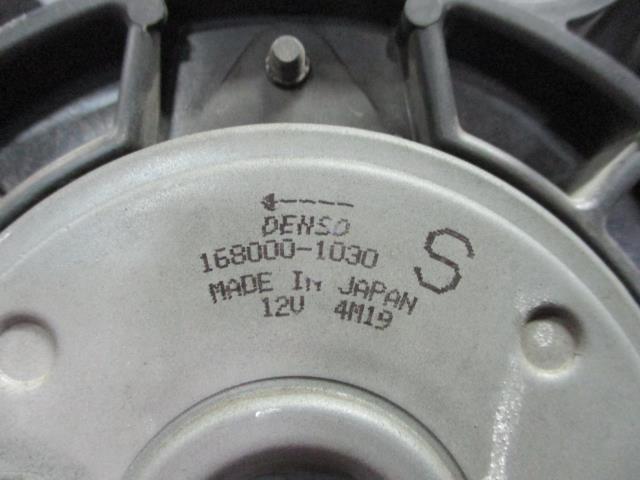 DENSO
168000-1030
S
MADE IN JAPAN
12V 4M19